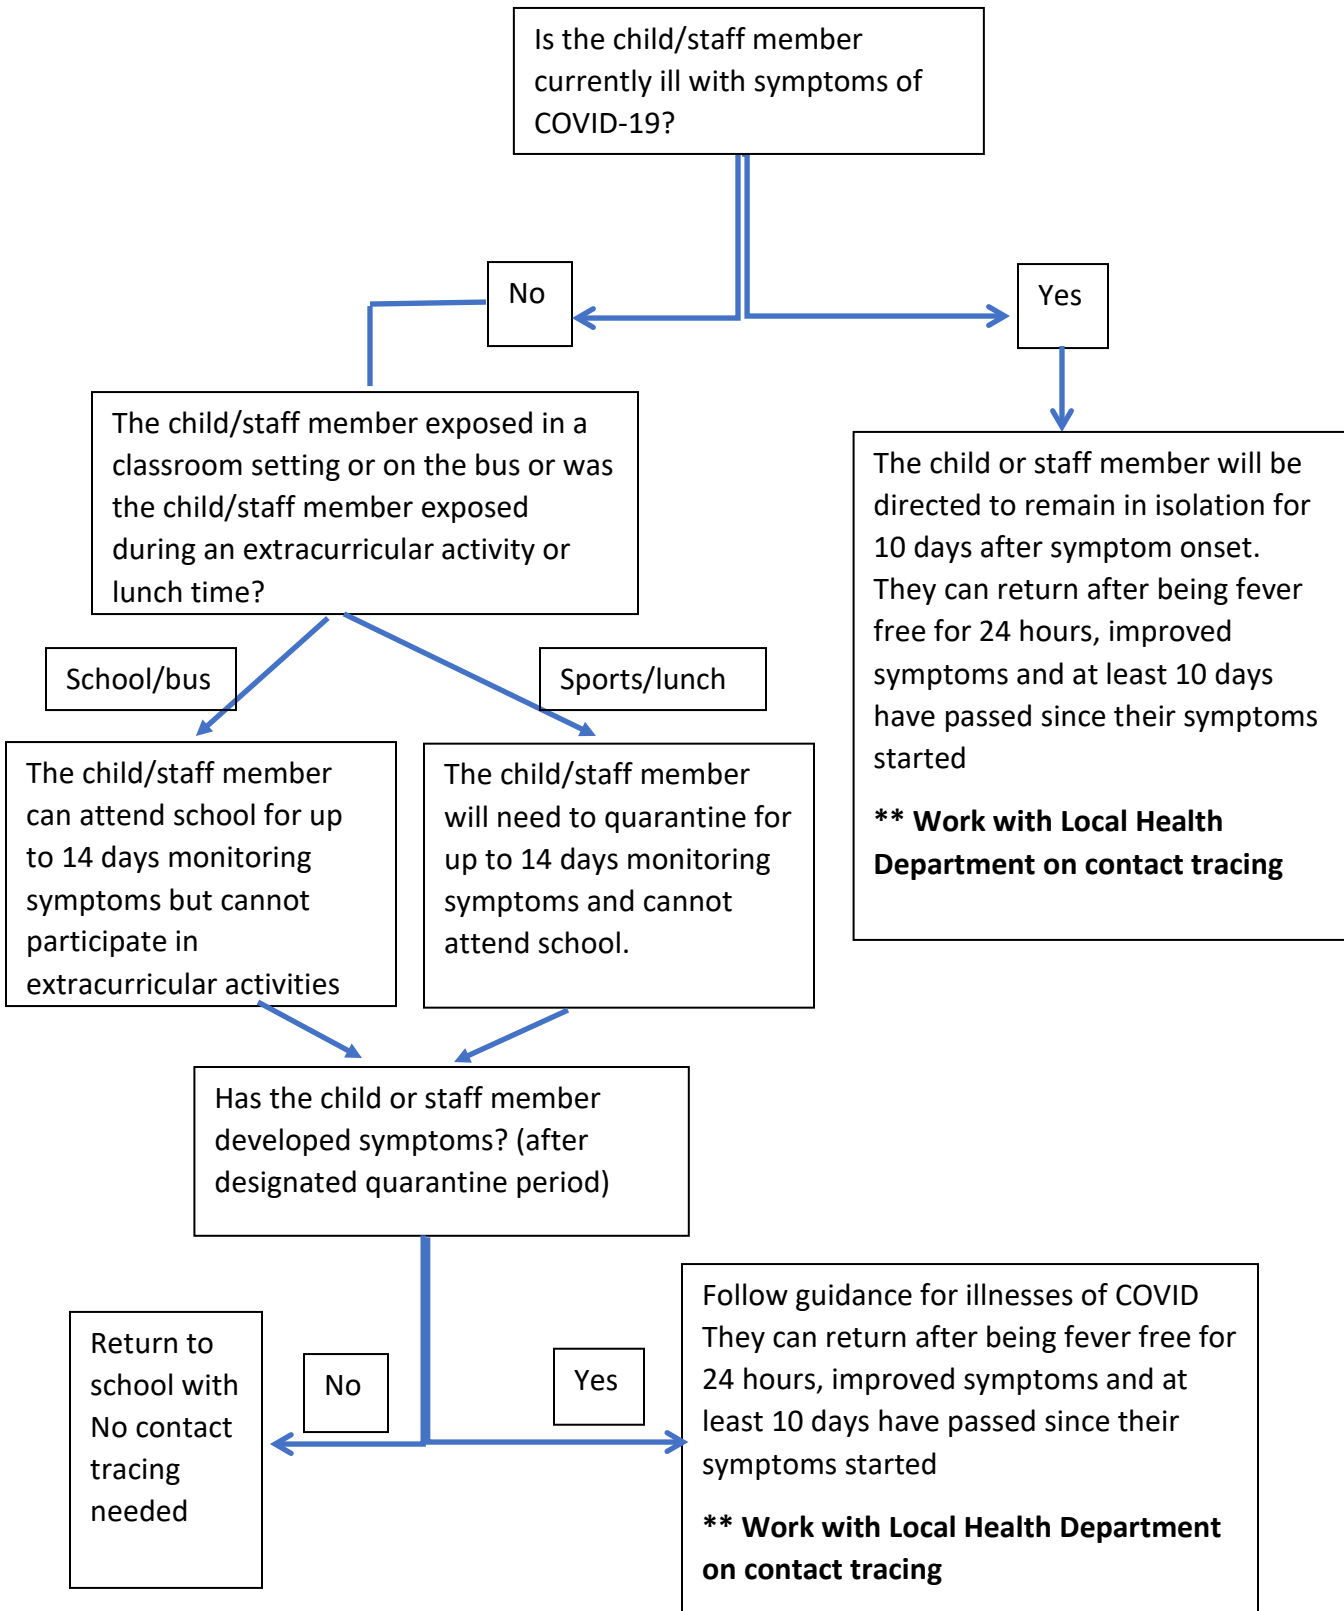 Is the child/staff member
currently ill with symptoms of
COVID-19?
No
Yes
The child/staff member exposed in a
classroom setting or on the bus or was
the child/staff member exposed
during an extracurricular activity or
lunch time?
The child or staff member will be
directed to remain in isolation for
10 days after symptom onset.
They can return after being fever
free for 24 hours, improved
symptoms and at least 10 days
have passed since their symptoms
started
** Work with Local Health
Department on contact tracing
School/bus
Sports/lunch
The child/staff member
can attend school for up
to 14 days monitoring
symptoms but cannot
participate in
extracurricular activities
The child/staff member
will need to quarantine for
up to 14 days monitoring
symptoms and cannot
attend school.
Has the child or staff member
developed symptoms? (after
designated quarantine period)
Return to
school with
No contact
tracing
needed
No
Yes
Follow guidance for illnesses of COVID
They can return after being fever free for
24 hours, improved symptoms and at
least 10 days have passed since their
symptoms started
** Work with Local Health Department
on contact tracing